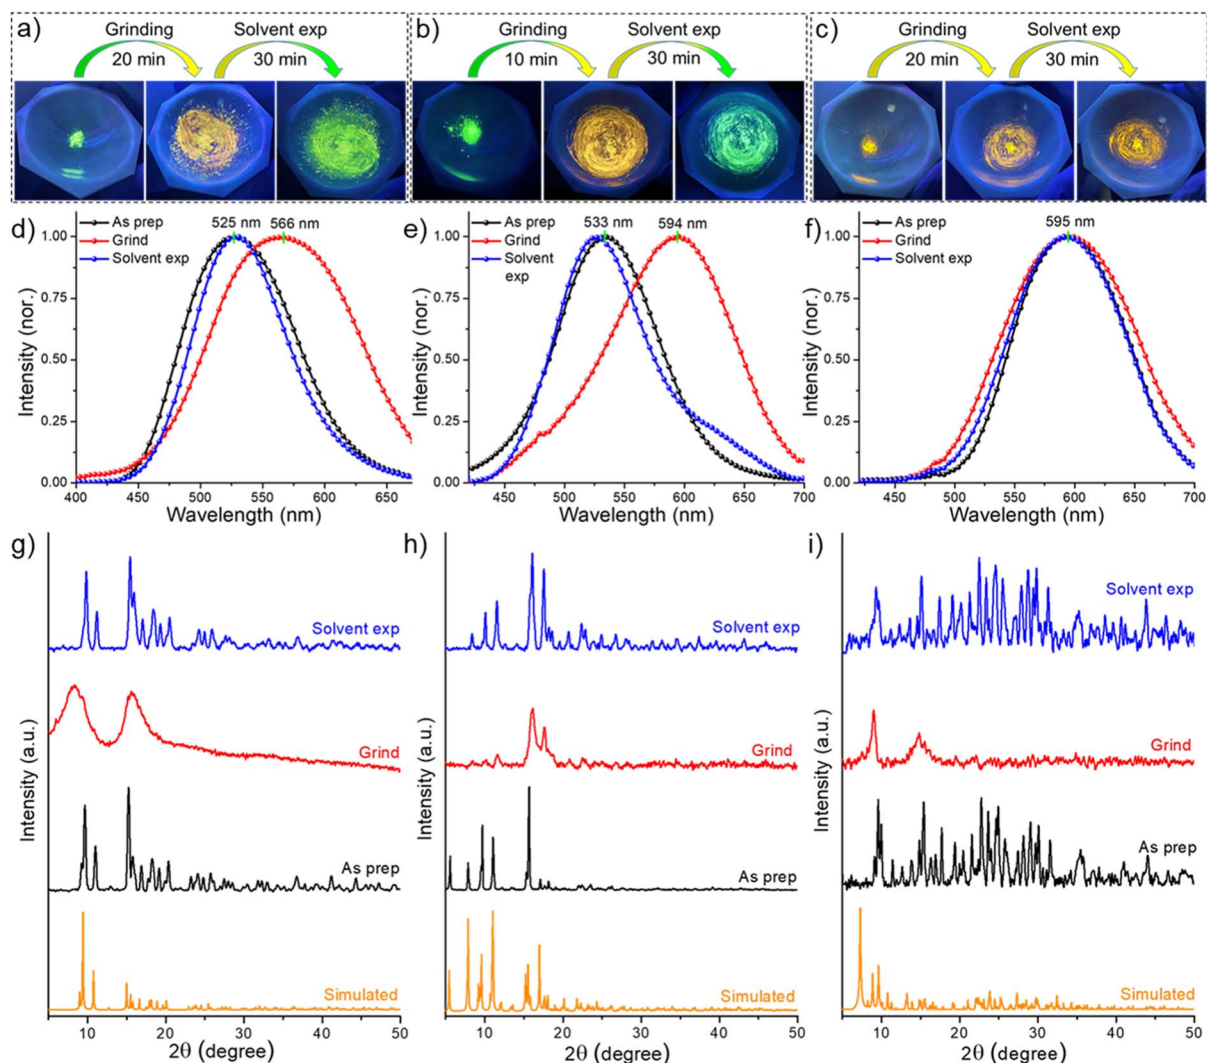 a) Grinding Solvent exp
20 min 30 min
b) Grinding Solvent exp
10 min 30 min
c) Grinding Solvent exp
20 min 30 min
d) 525 nm 566 nm
As prep
Grind
Solvent exp
1.00
0.75
0.50
0.25
0.00
Intensity (nor.)
400 450 500 550 600 650
Wavelength (nm)
e) 533 nm 594 nm
As prep
Grind
Solvent
exp
1.00
0.75
0.50
0.25
0.00
Intensity (nor.)
450 500 550 600 650 700
Wavelength (nm)
f) 595 nm
As prep
Grind
Solvent exp
1.00
0.75
0.50
0.25
0.00
Intensity (nor.)
450 500 550 600 650 700
Wavelength (nm)
g)
Solvent exp
Grind
As prep
Simulated
Intensity (a.u.)
10 20 30 40 50
2θ (degree)
h)
Solvent exp
Grind
As prep
Simulated
Intensity (a.u.)
5 10 15 20 25 30 35 40 45 50
2θ (degree)
i)
Solvent exp
Grind
As prep
Simulated
Intensity (a.u.)
10 20 30 40 50
2θ (degree)